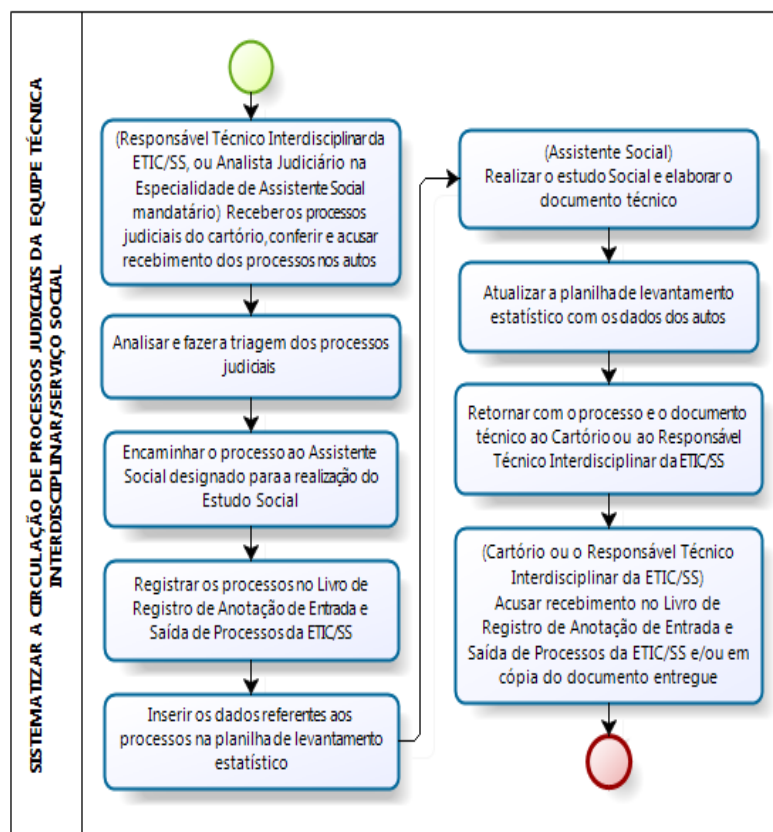 SISTEMATIZAR A CIRCULAÇÃO DE PROCESSOS JUDICIAIS DA EQUIPE TÉCNICA
INTERDISCIPLINAR/SERVIÇO SOCIAL
(Responsável Técnico Interdisciplinar da
ETIC/SS, ou Analista Judiciário na
Especialidade de Assistente Social
mandatário) Receber os processos
judiciais do cartório, conferir e acusar
recebimento dos processos nos autos
Analisar e fazer a triagem dos processos
judiciais
Encaminhar o processo ao Assistente
Social designado para a realização do
Estudo Social
Registrar os processos no Livro de
Registro de Anotação de Entrada e
Saída de Processos da ETIC/SS
Inserir os dados referentes aos
processos na planilha de levantamento
estatístico
(Assistente Social)
Realizar o estudo Social e elaborar o
documento técnico
Atualizar a planilha de levantamento
estatístico com os dados dos autos
Retornar com o processo e o documento
técnico ao Cartório ou ao Responsável
Técnico Interdisciplinar da ETIC/SS
(Cartório ou o Responsável Técnico
Interdisciplinar da ETIC/SS)
Acusar recebimento no Livro de
Registro de Anotação de Entrada e
Saída de Processos da ETIC/SS e/ou em
cópia do documento entregue